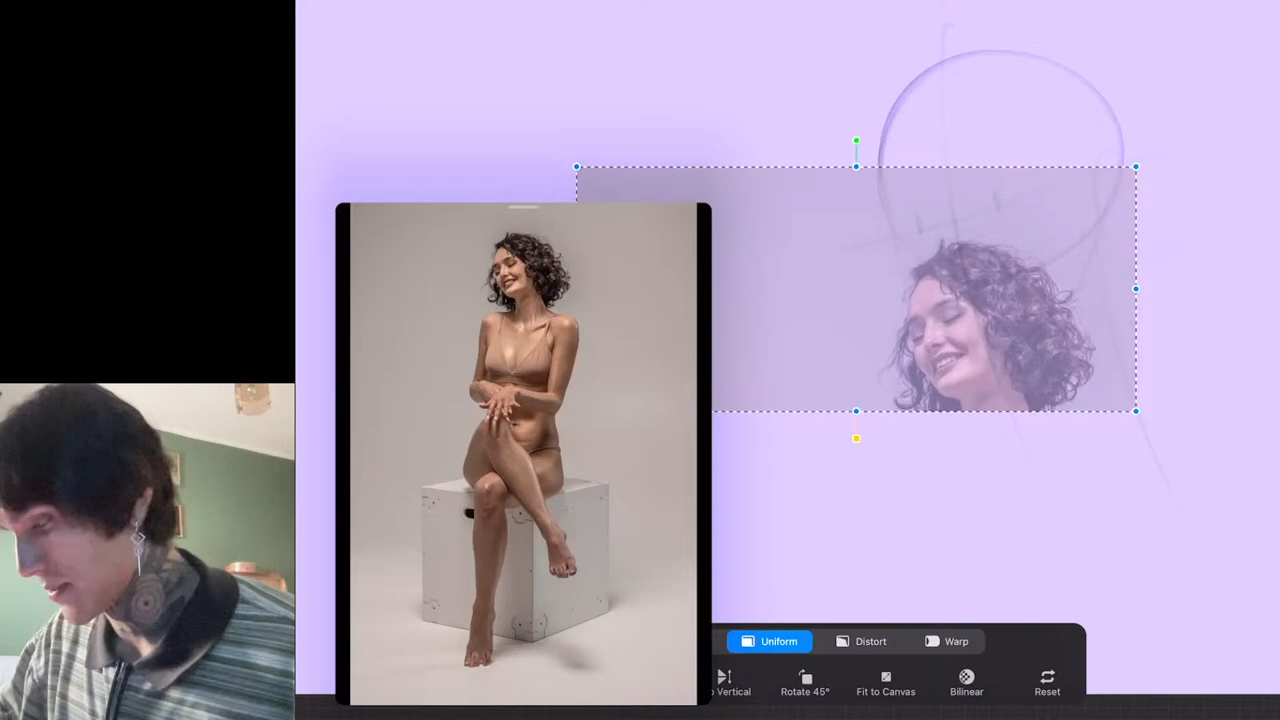 Uniform Distort Warp
Vertical Rotate 45° Fit to Canvas Bilinear Reset